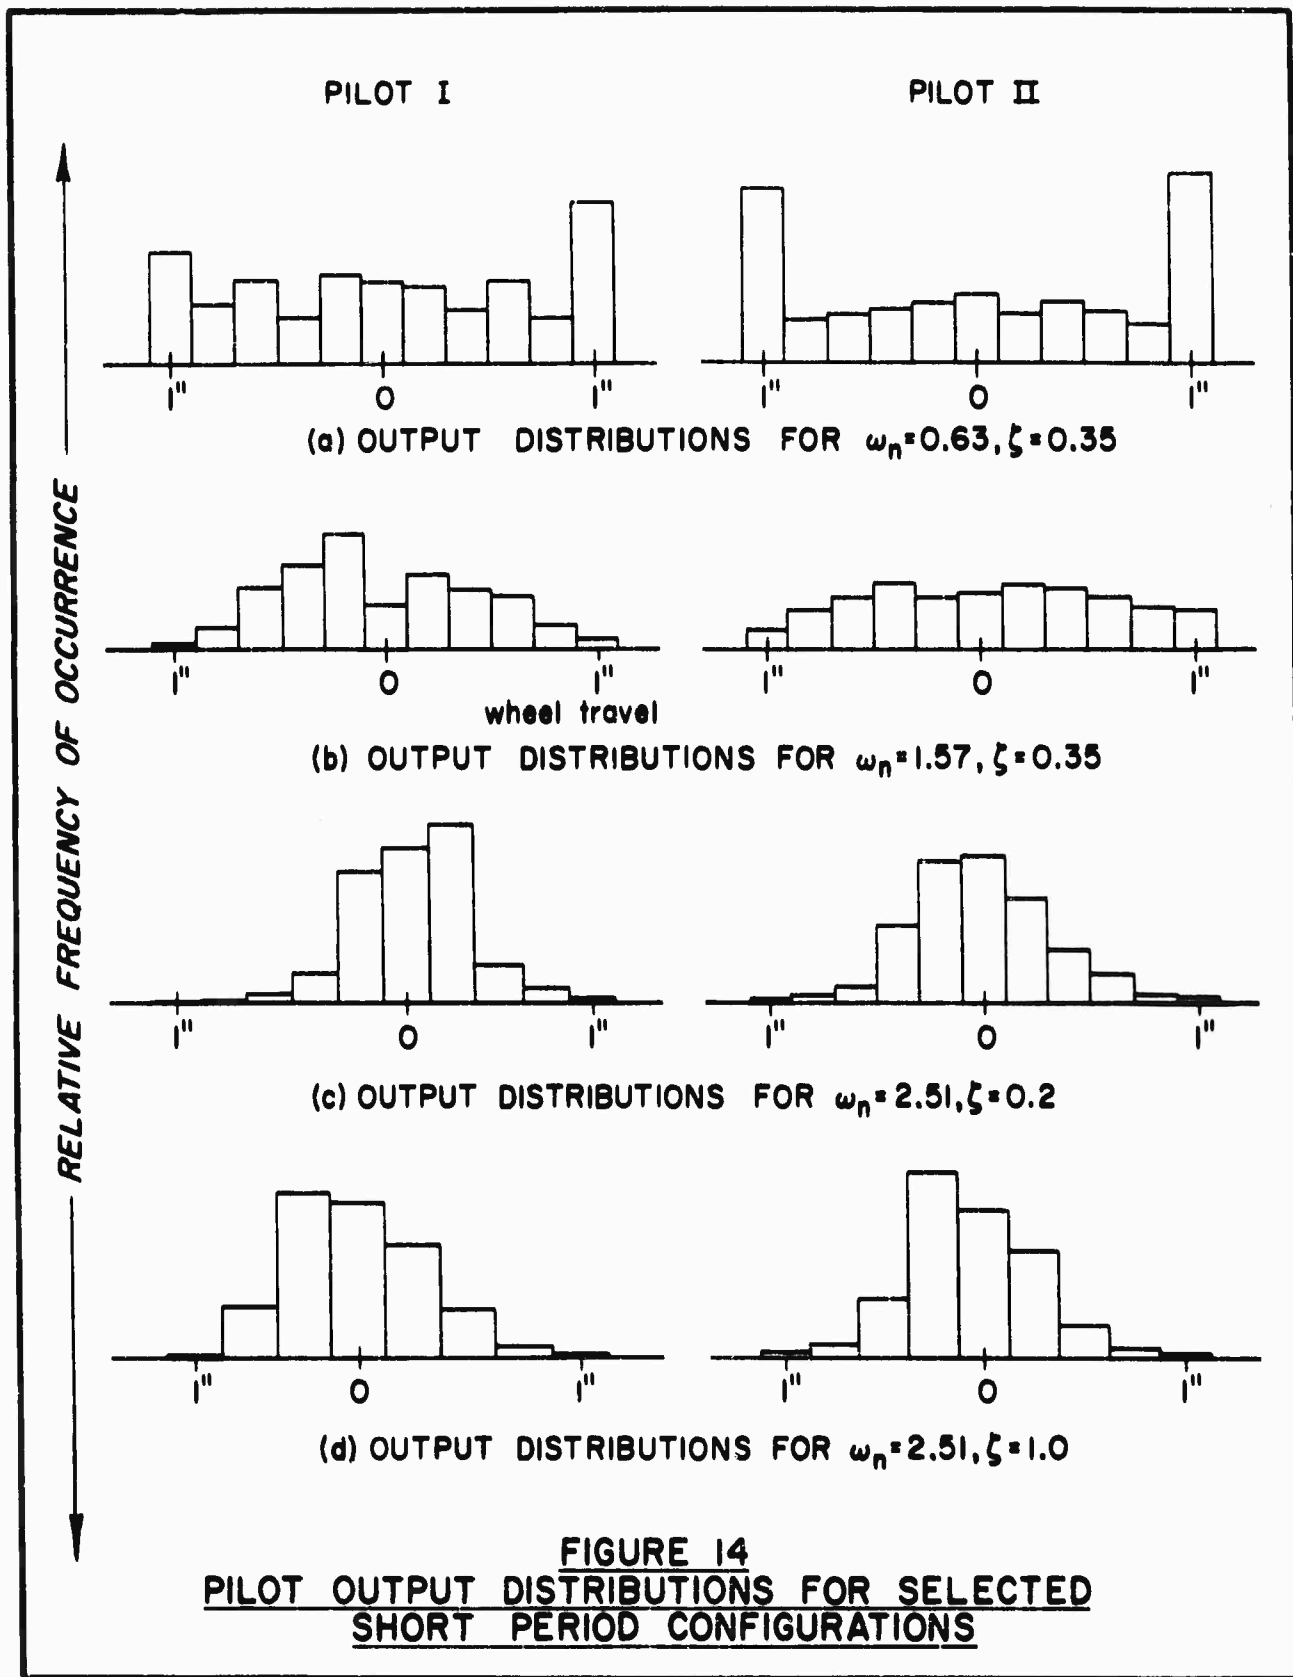 PILOT I PILOT II
1" 0 1" 1" 0 1"
(a) OUTPUT DISTRIBUTIONS FOR ωn=0.63, ζ=0.35
1" 0 1" 1" 0 1"
wheel travel
(b) OUTPUT DISTRIBUTIONS FOR ωn=1.57, ζ=0.35
1" 0 1" 1" 0 1"
(c) OUTPUT DISTRIBUTIONS FOR ωn=2.51, ζ=0.2
1" 0 1" 1" 0 1"
(d) OUTPUT DISTRIBUTIONS FOR ωn=2.51, ζ=1.0
RELATIVE FREQUENCY OF OCCURRENCE
FIGURE 14
PILOT OUTPUT DISTRIBUTIONS FOR SELECTED
SHORT PERIOD CONFIGURATIONS